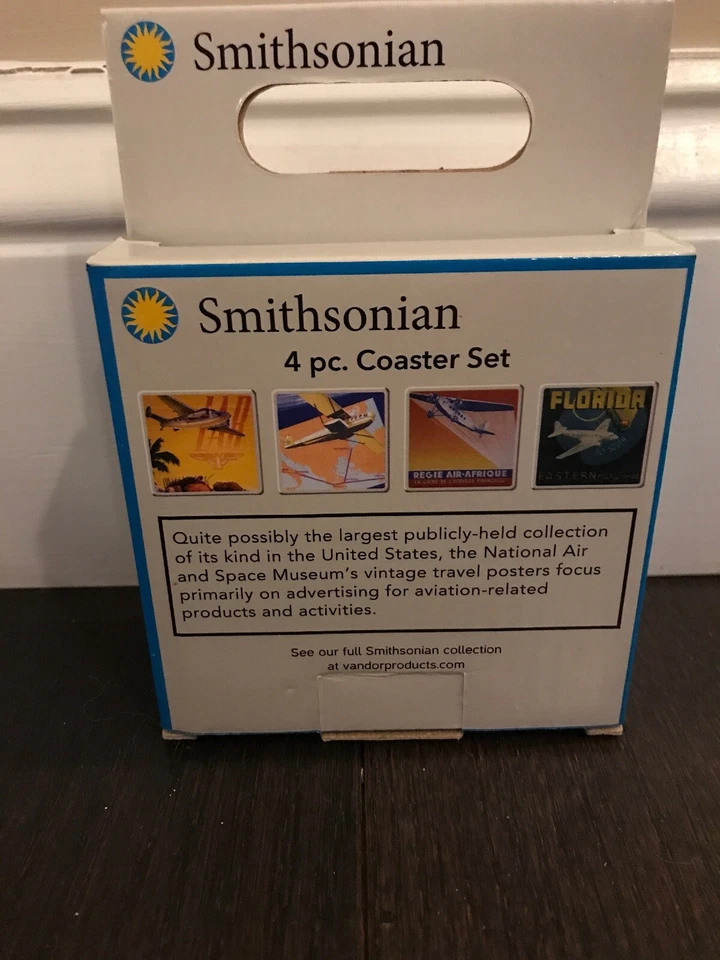 Smithsonian
Smithsonian
4 pc. Coaster Set
FLORIDA
REGIE AIR-AFRIQUE
EASTERN
Quite possibly the largest publicly-held collection
of its kind in the United States, the National Air
and Space Museum's vintage travel posters focus
primarily on advertising for aviation-related
products and activities.
See our full Smithsonian collection
at vandorproducts.com